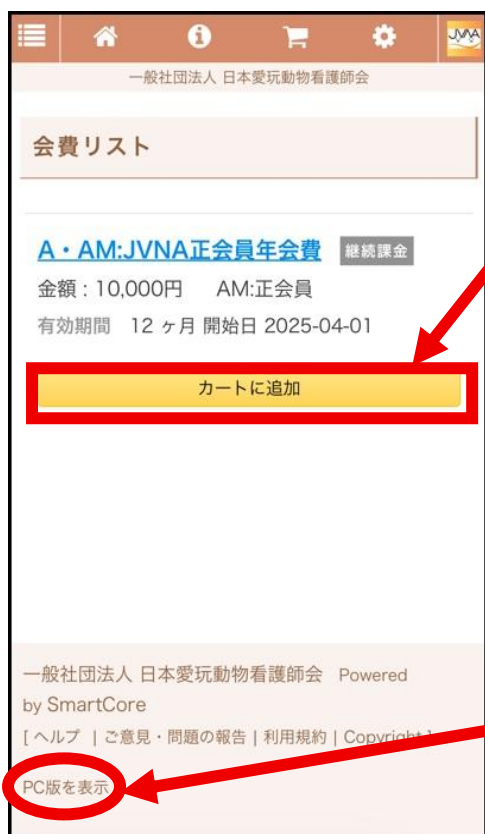 JVNA
一般社団法人 日本愛玩動物看護師会
会費リスト
A・AM:JVNA正会員年会費 継続課金
金額 : 10,000円 AM:正会員
有効期間 12 ヶ月 開始日 2025-04-01
カートに追加
一般社団法人 日本愛玩動物看護師会 Powered
by SmartCore
[ ヘルプ | ご意見・問題の報告 | 利用規約 | Copyright ]
PC版を表示